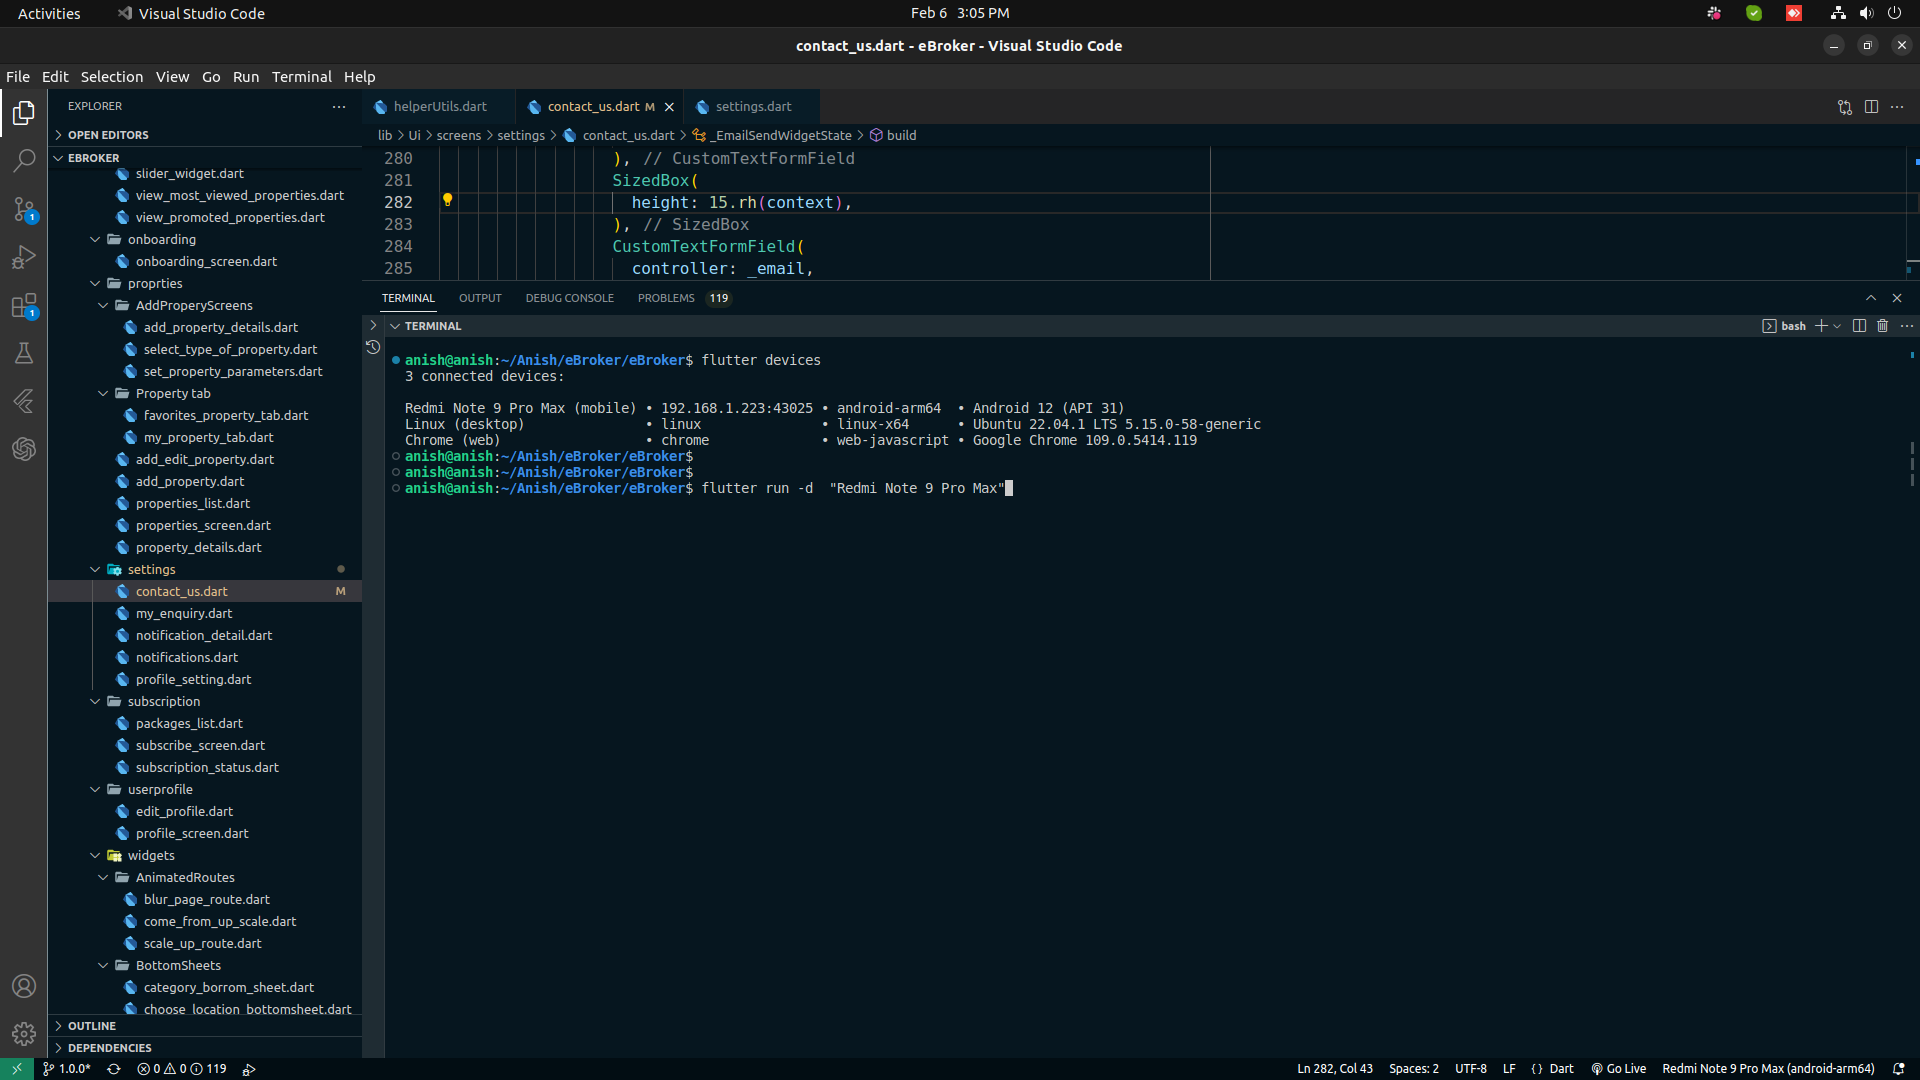 Activities Visual Studio Code Feb 6 3:05 PM
contact_us.dart - eBroker - Visual Studio Code
File Edit Selection View Go Run Terminal Help
EXPLORER
OPEN EDITORS
EBROKER
slider_widget.dart
view_most_viewed_properties.dart
view_promoted_properties.dart
onboarding
onboarding_screen.dart
proprties
AddProperyScreens
add_property_details.dart
select_type_of_property.dart
set_property_parameters.dart
Property tab
favorites_property_tab.dart
my_property_tab.dart
add_edit_property.dart
add_property.dart
properties_list.dart
properties_screen.dart
property_details.dart
settings
contact_us.dart M
my_enquiry.dart
notification_detail.dart
notifications.dart
profile_setting.dart
subscription
packages_list.dart
subscribe_screen.dart
subscription_status.dart
userprofile
edit_profile.dart
profile_screen.dart
widgets
AnimatedRoutes
blur_page_route.dart
come_from_up_scale.dart
scale_up_route.dart
BottomSheets
category_borrom_sheet.dart
choose_location_bottomsheet.dart
OUTLINE
DEPENDENCIES
1
1
helperUtils.dart contact_us.dart M settings.dart
lib > Ui > screens > settings > contact_us.dart > _EmailSendWidgetState > build
280 ), // CustomTextFormField
281 SizedBox(
282 height: 15.rh(context),
283 ), // SizedBox
284 CustomTextFormField(
285 controller: _email,
TERMINAL OUTPUT DEBUG CONSOLE PROBLEMS 119
TERMINAL bash
anish@anish:~/Anish/eBroker/eBroker$ flutter devices
3 connected devices:
Redmi Note 9 Pro Max (mobile) • 192.168.1.223:43025 • android-arm64 • Android 12 (API 31)
Linux (desktop) • linux • linux-x64 • Ubuntu 22.04.1 LTS 5.15.0-58-generic
Chrome (web) • chrome • web-javascript • Google Chrome 109.0.5414.119
anish@anish:~/Anish/eBroker/eBroker$
anish@anish:~/Anish/eBroker/eBroker$
anish@anish:~/Anish/eBroker/eBroker$ flutter run -d  "Redmi Note 9 Pro Max"
1.0.0* 0 0 119 Ln 282, Col 43 Spaces: 2 UTF-8 LF { } Dart Go Live Redmi Note 9 Pro Max (android-arm64)